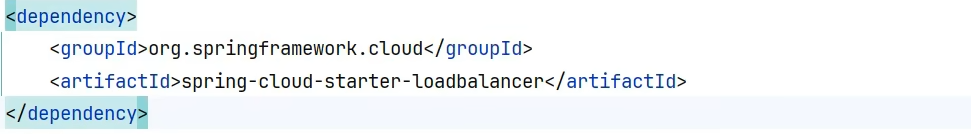 <dependency>
    <groupId>org.springframework.cloud</groupId>
    <artifactId>spring-cloud-starter-loadbalancer</artifactId>
</dependency>